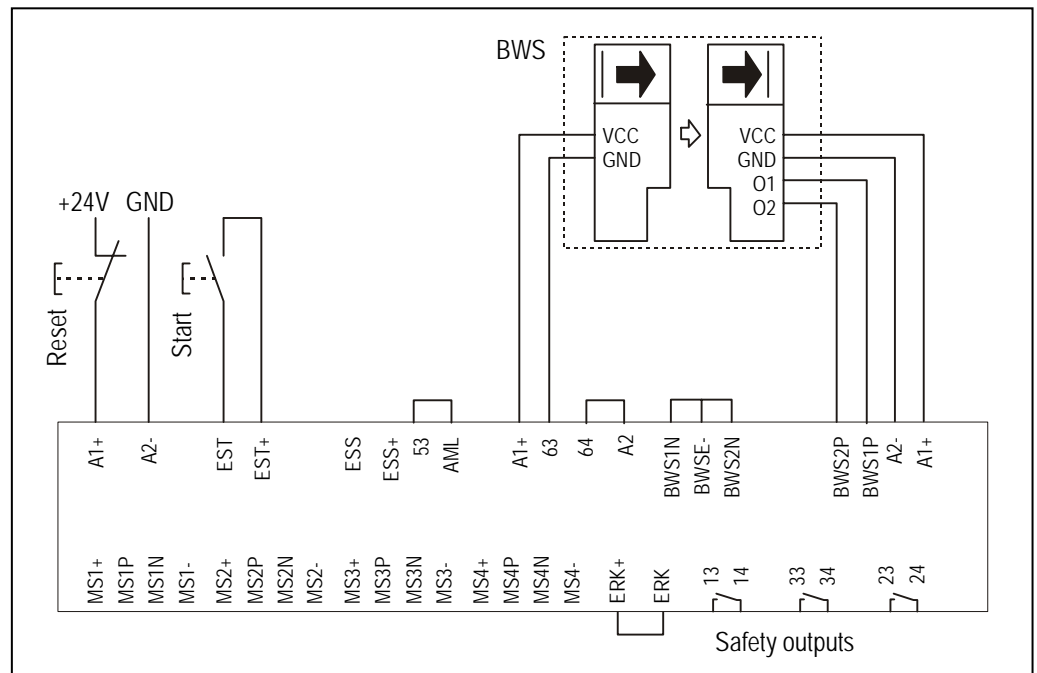 BWS
VCC
GND
VCC
GND
O1
O2
+24V GND
Reset
Start
A1+ A2- EST EST+ ESS ESS+ 53 AML A1+ 63 64 A2 BWS1N BWSE- BWS2N BWS2P BWS1P A2- A1+
MS1+ MS1P MS1N MS1- MS2+ MS2P MS2N MS2- MS3+ MS3P MS3N MS3- MS4+ MS4P MS4N MS4- ERK+ ERK 13 14 33 34 23 24
Safety outputs